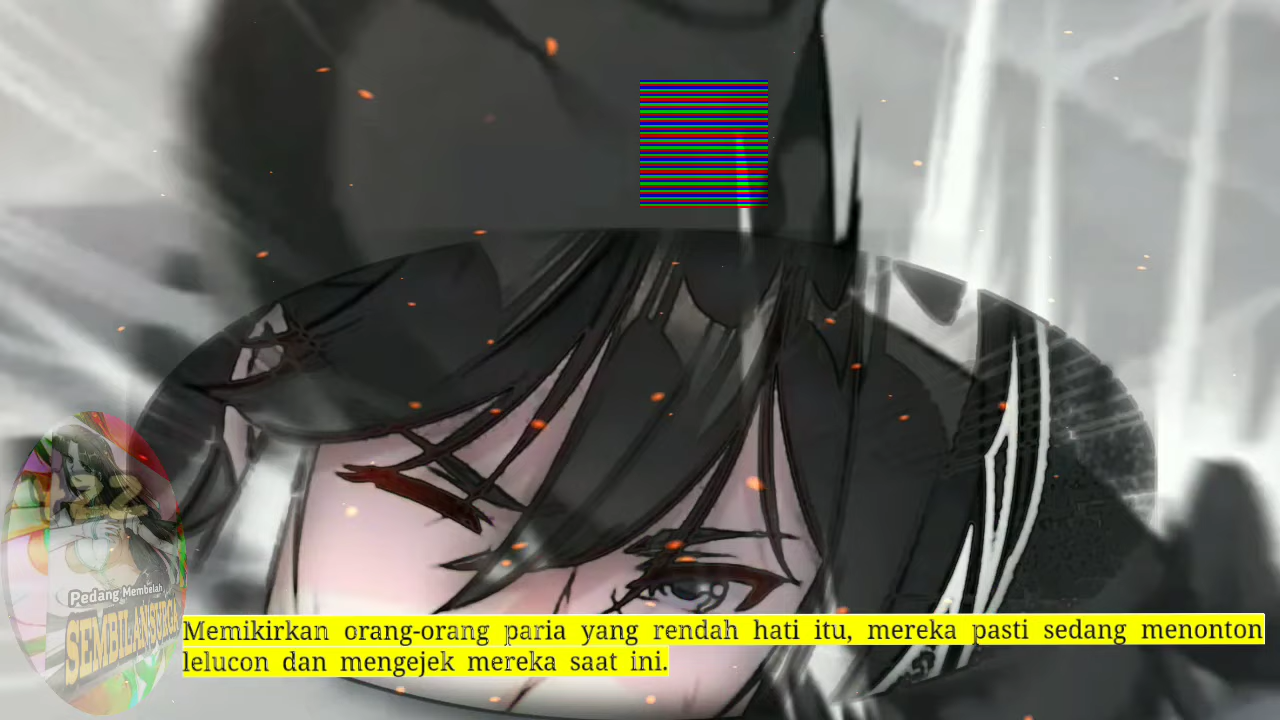 122
Pedang Membelah
SEMBILAN SURGA
Memikirkan orang-orang paria yang rendah hati itu, mereka pasti sedang menonton
lelucon dan mengejek mereka saat ini.